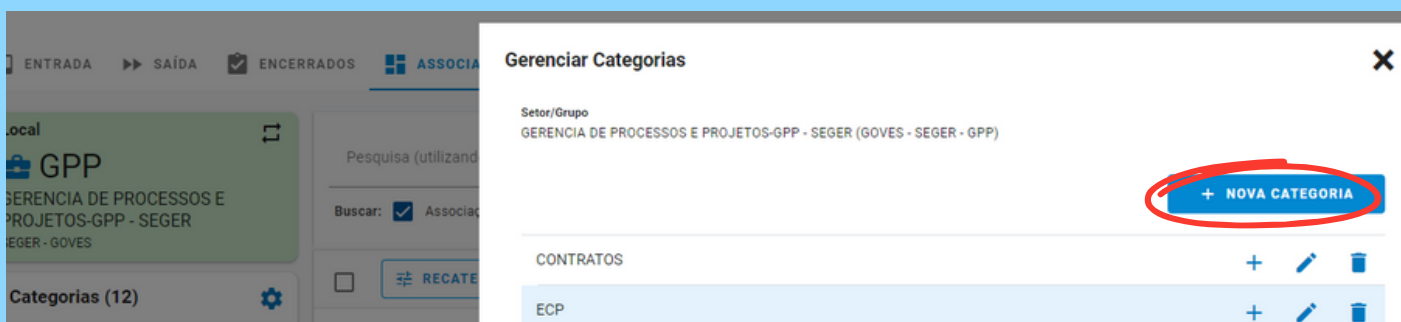 ENTRADA
SAÍDA
ENCERRADOS
ASSOCIA
Local
GPP
GERENCIA DE PROCESSOS E
PROJETOS-GPP - SEGER
SEGER - GOVES
Categorias (12)
Pesquisa (utilizand
Buscar: Associaç
RECATE
Gerenciar Categorias
Setor/Grupo
GERENCIA DE PROCESSOS E PROJETOS-GPP - SEGER (GOVES - SEGER - GPP)
+ NOVA CATEGORIA
CONTRATOS
ECP